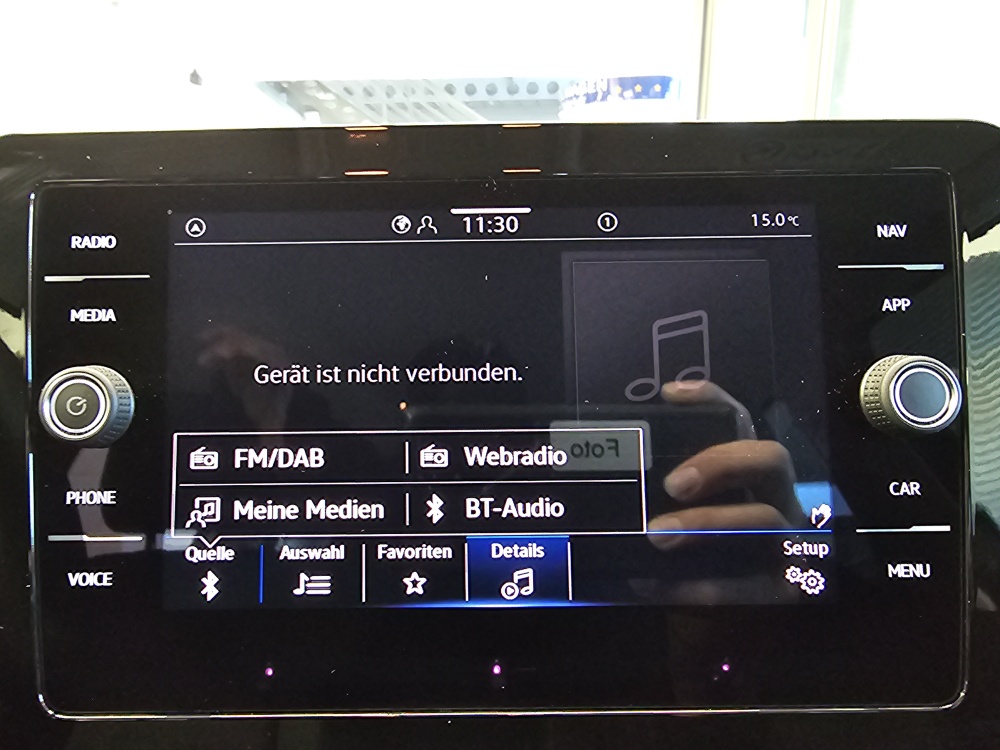 RADIO
MEDIA
PHONE
VOICE
11:30
1
15.0°C
Gerät ist nicht verbunden.
FM/DAB
Webradio
Foto
Meine Medien
BT-Audio
Quelle
Auswahl
Favoriten
Details
Setup
NAV
APP
CAR
MENU